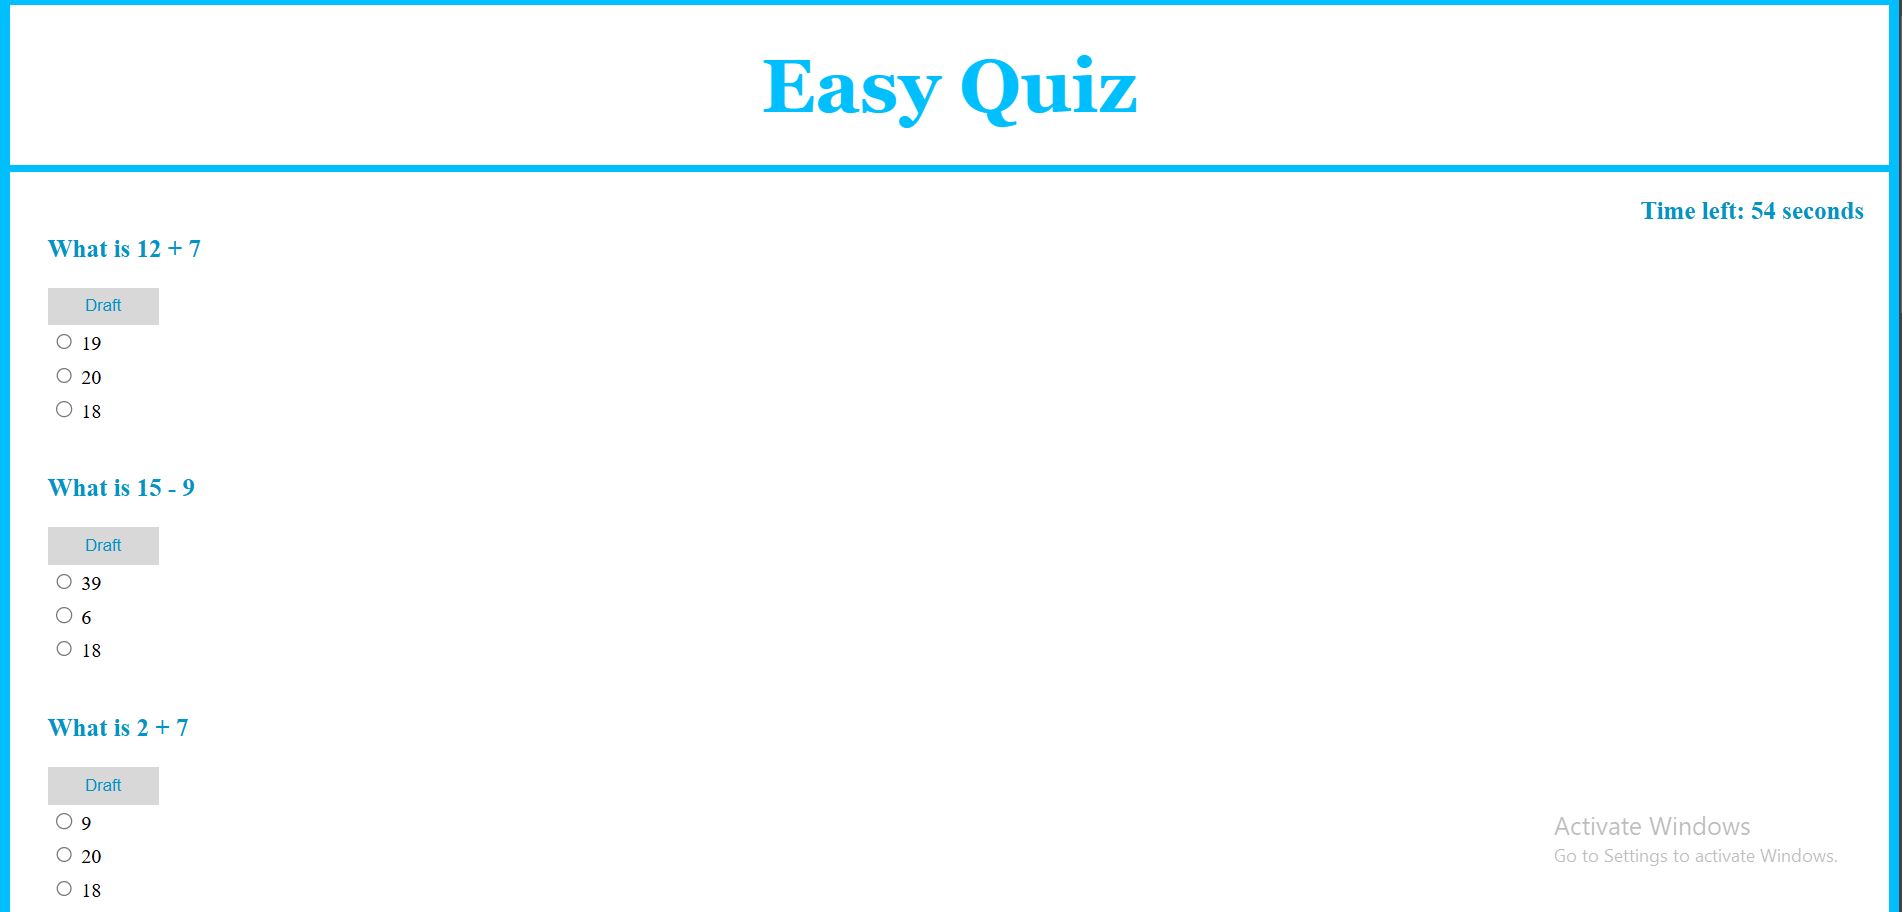 Easy Quiz
Time left: 54 seconds
What is 12 + 7
Draft
19
20
18
What is 15 - 9
Draft
39
6
18
What is 2 + 7
Draft
9
20
18
Activate Windows
Go to Settings to activate Windows.